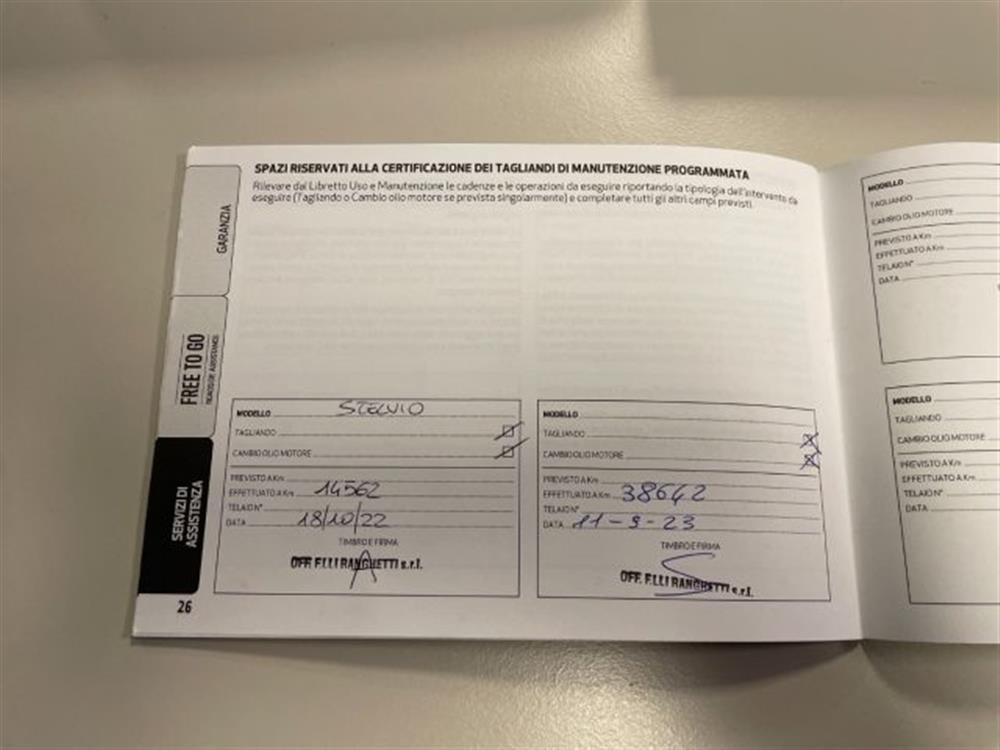 SPAZI RISERVATI ALLA CERTIFICAZIONE DEI TAGLIANDI DI MANUTENZIONE PROGRAMMATA
Rilevare dal Libretto Uso e Manutenzione le cadenze e le operazioni da eseguire riportando la tipologia dell'intervento da
eseguire (Tagliando o Cambio olio motore se prevista singolarmente) e completare tutti gli altri campi previsti.
GARANZIA
FREE TO GO
ROADSIDE ASSISTANCE
SERVIZI DI
ASSISTENZA
MODELLO STELVIO
TAGLIANDO
CAMBIO OLIO MOTORE
PREVISTO A Km
EFFETTUATO A Km 14562
TELAIO N°
DATA 18/10/22
TIMBRO E FIRMA
OFF. F.LLI RANGHETTI s.r.l.
MODELLO
TAGLIANDO
CAMBIO OLIO MOTORE
PREVISTO A Km
EFFETTUATO A Km 38642
TELAIO N°
DATA 11-9-23
TIMBRO E FIRMA
OFF. F.LLI RANGHETTI s.r.l.
26
MODELLO
TAGLIANDO
CAMBIO OLIO MOTORE
PREVISTO A Km
EFFETTUATO A Km
TELAIO N°
DATA
MODELLO
TAGLIANDO
CAMBIO OLIO MOTORE
PREVISTO A Km
EFFETTUATO A Km
TELAIO N°
DATA